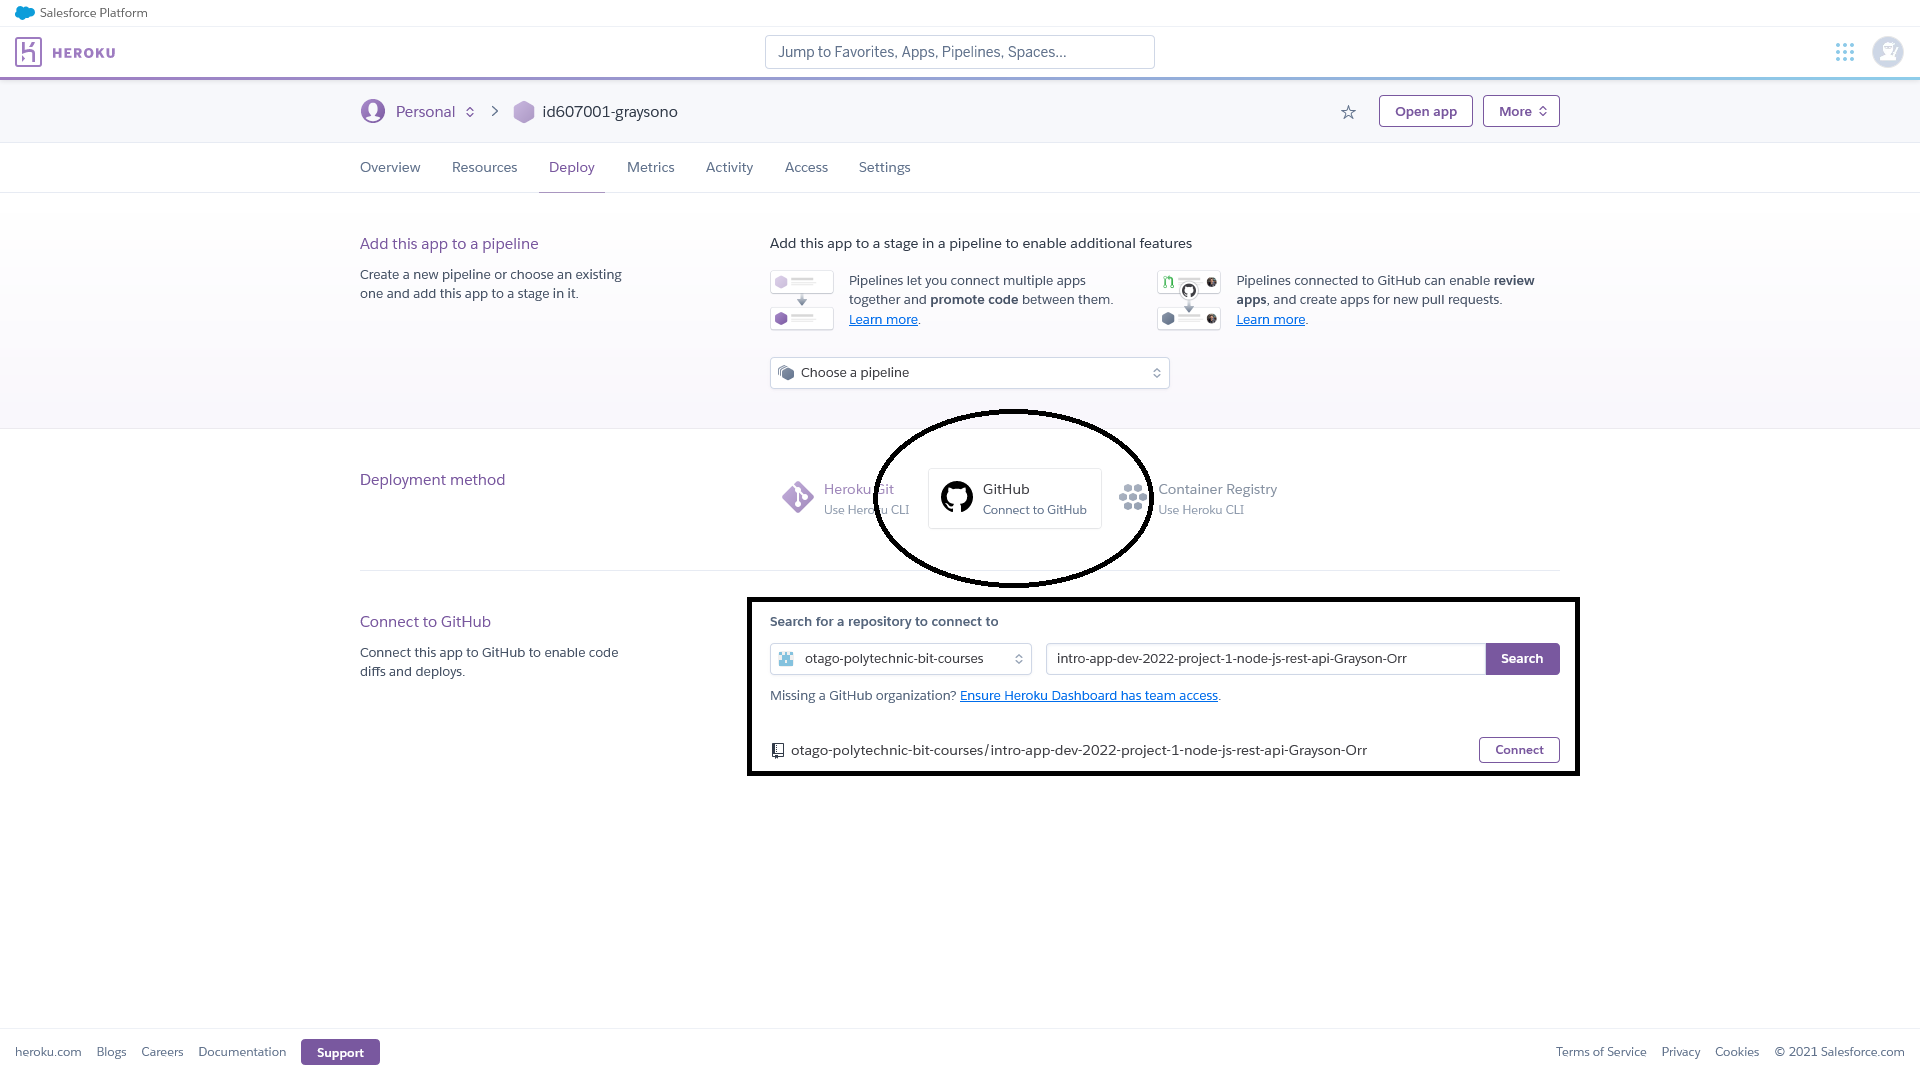 Salesforce Platform
HEROKU
Jump to Favorites, Apps, Pipelines, Spaces...
Personal
id607001-graysono
Open app
More
Overview Resources Deploy Metrics Activity Access Settings
Add this app to a pipeline
Create a new pipeline or choose an existing
one and add this app to a stage in it.
Add this app to a stage in a pipeline to enable additional features
Pipelines let you connect multiple apps
together and promote code between them.
Learn more.
Pipelines connected to GitHub can enable review
apps, and create apps for new pull requests.
Learn more.
Choose a pipeline
Deployment method
Heroku Git
Use Heroku CLI
GitHub
Connect to GitHub
Container Registry
Use Heroku CLI
Connect to GitHub
Connect this app to GitHub to enable code
diffs and deploys.
Search for a repository to connect to
otago-polytechnic-bit-courses
intro-app-dev-2022-project-1-node-js-rest-api-Grayson-Orr
Search
Missing a GitHub organization? Ensure Heroku Dashboard has team access.
otago-polytechnic-bit-courses/intro-app-dev-2022-project-1-node-js-rest-api-Grayson-Orr
Connect
heroku.com Blogs Careers Documentation Support
Terms of Service Privacy Cookies © 2021 Salesforce.com